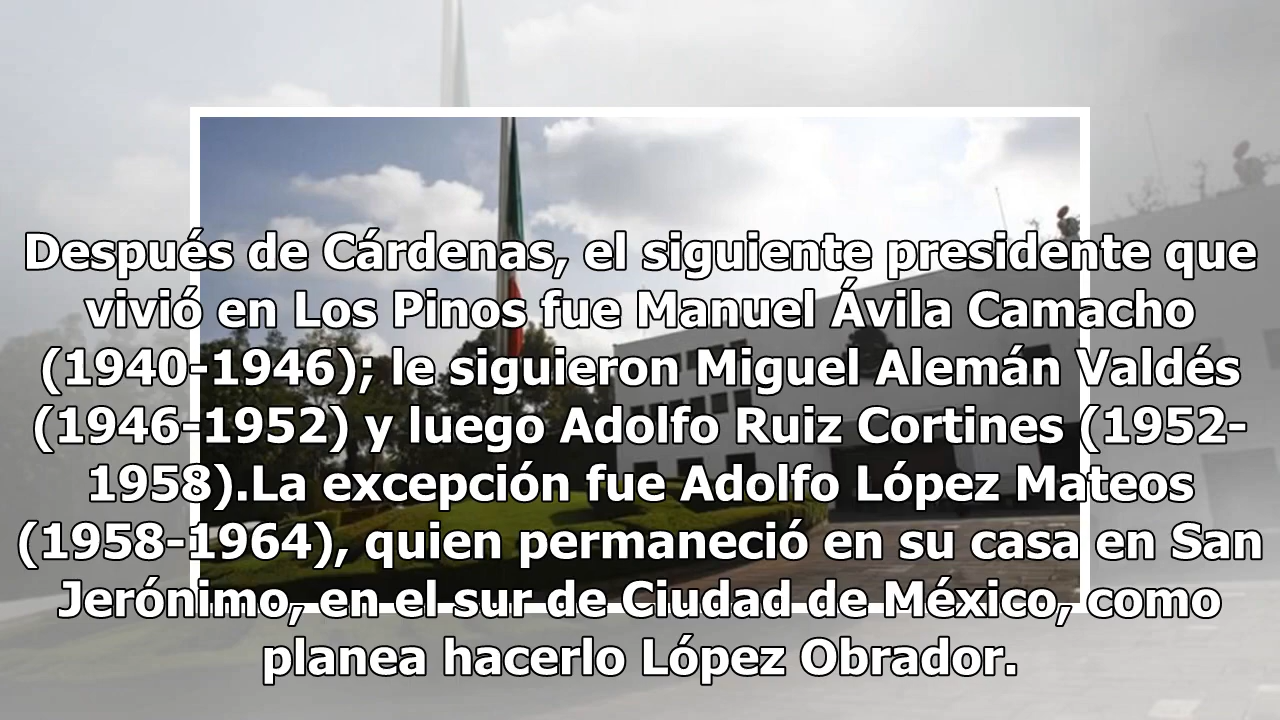 Después de Cárdenas, el siguiente presidente que
vivió en Los Pinos fue Manuel Ávila Camacho
(1940-1946); le siguieron Miguel Alemán Valdés
(1946-1952) y luego Adolfo Ruiz Cortines (1952-
1958).La excepción fue Adolfo López Mateos
(1958-1964), quien permaneció en su casa en San
Jerónimo, en el sur de Ciudad de México, como
planea hacerlo López Obrador.